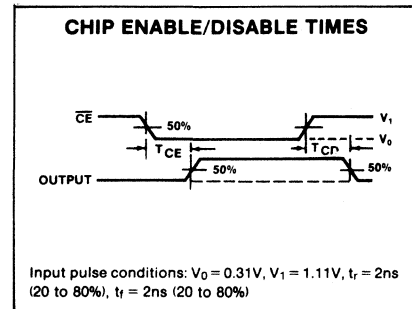 CHIP ENABLE/DISABLE TIMES
CE
50%
V1
V0
TCE
TCD
50%
50%
OUTPUT
Input pulse conditions: V0 = 0.31V, V1 = 1.11V, tr = 2ns
(20 to 80%), tf = 2ns (20 to 80%)